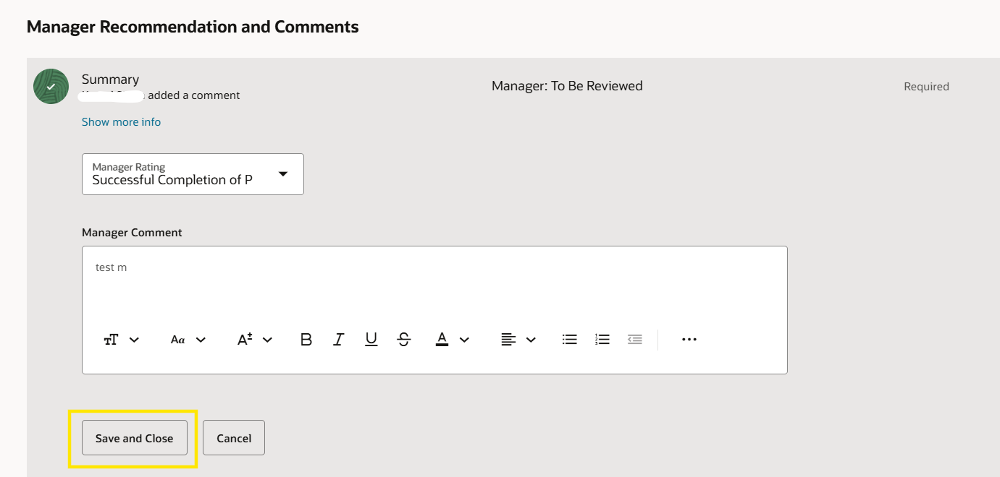 Manager Recommendation and Comments
Summary
added a comment
Manager: To Be Reviewed
Required
Show more info
Manager Rating
Successful Completion of P
Manager Comment
test m
Save and Close
Cancel